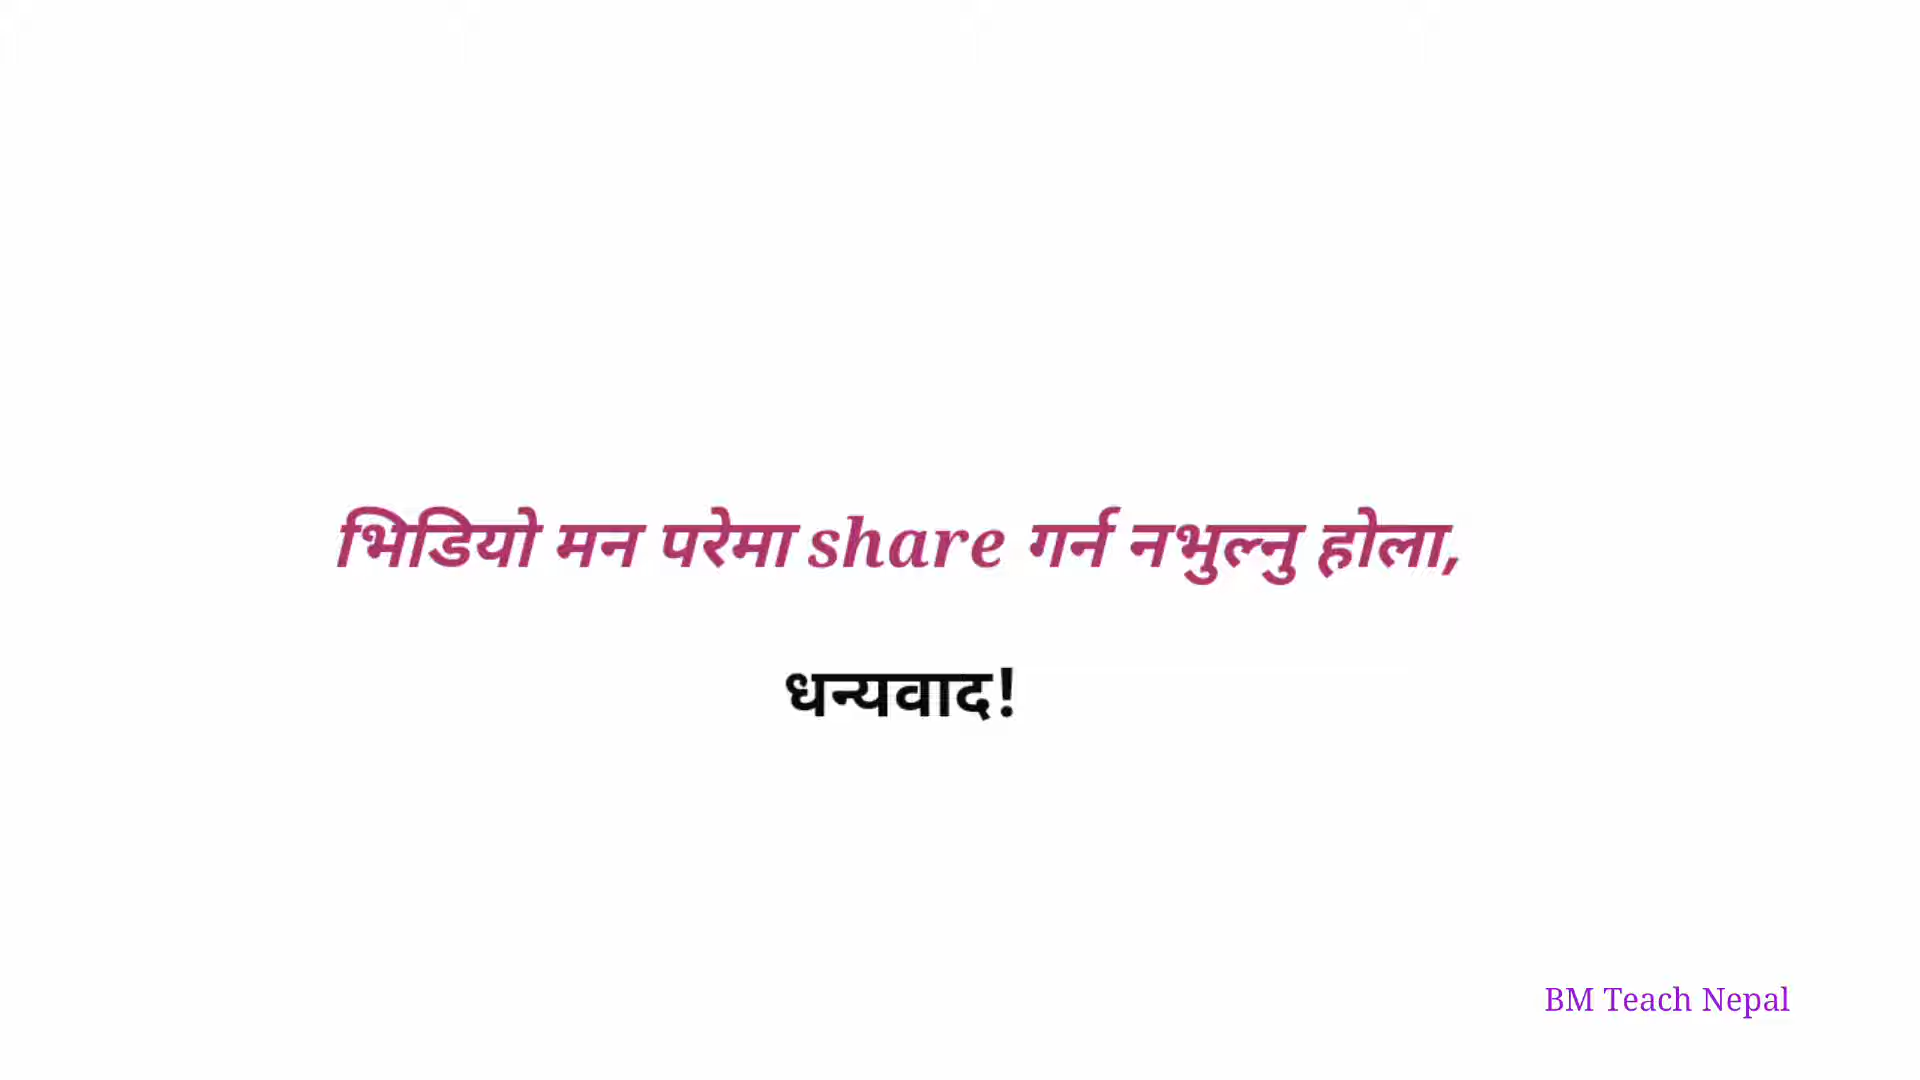 भिडियो मन परेमा share गर्न नभुल्नु होला,
धन्यवाद!
BM Teach Nepal